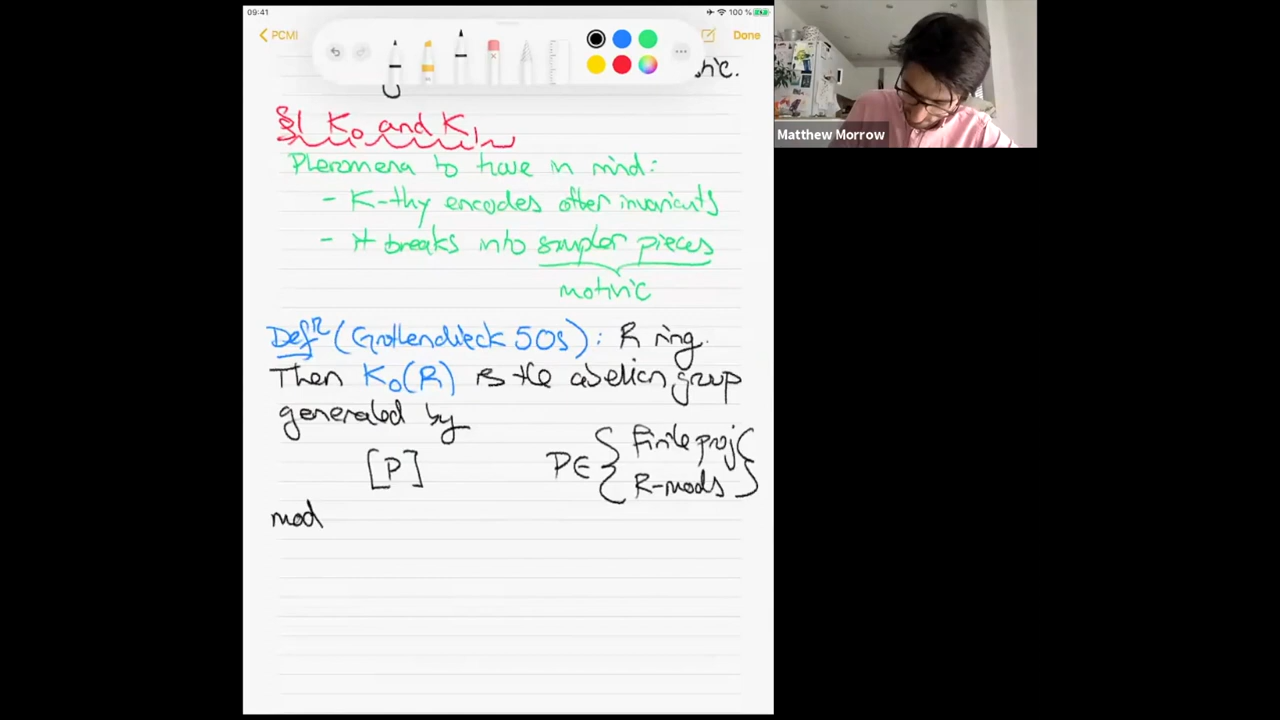 09:41
100 %
PCMI
Done
ric.
§1 K₀ and K₁
Phenomena to have in mind:
- K-thy encodes other invariants
- It breaks into simpler pieces
motivic
Defⁿ (Grothendieck 50s): R ring.
Then K₀(R) is the abelian group
generated by
[P] P ∈ { finite proj R-mods }
mod
Matthew Morrow